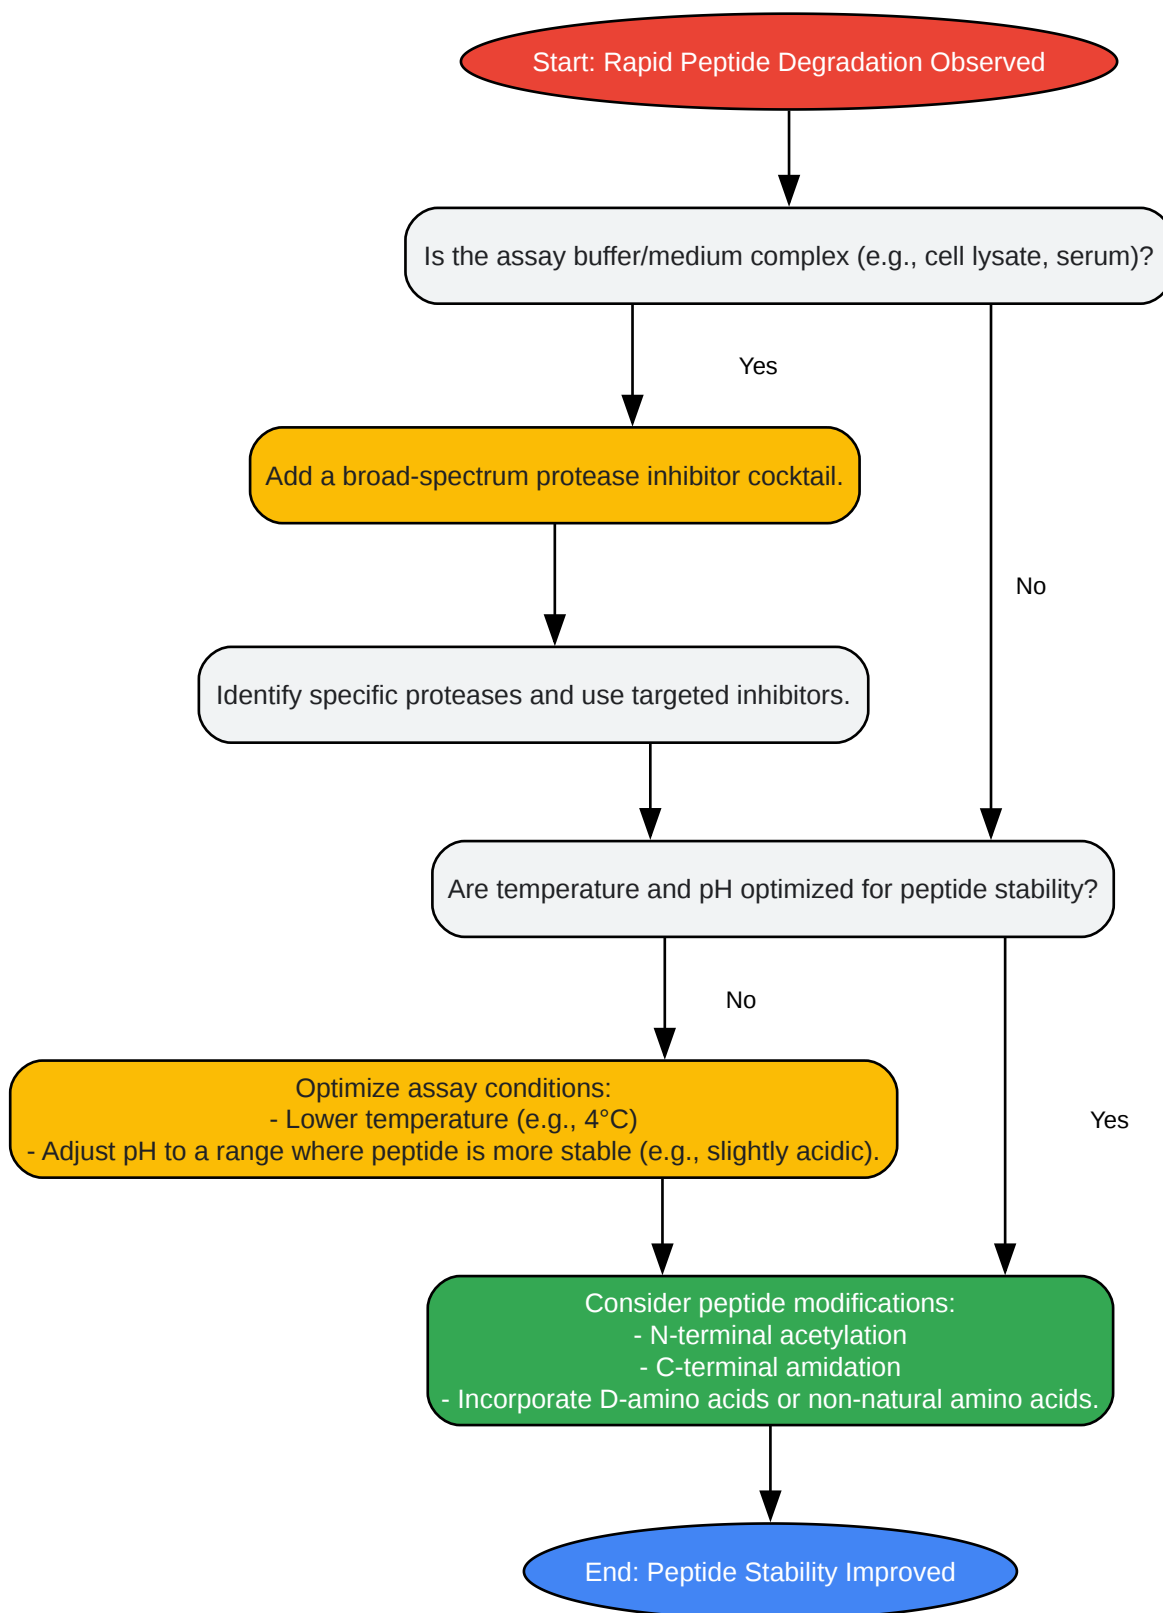 Start: Rapid Peptide Degradation Observed
Is the assay buffer/medium complex (e.g., cell lysate, serum)?
Yes
Add a broad-spectrum protease inhibitor cocktail.
No
Identify specific proteases and use targeted inhibitors.
Are temperature and pH optimized for peptide stability?
No
Optimize assay conditions:
- Lower temperature (e.g., 4°C)
- Adjust pH to a range where peptide is more stable (e.g., slightly acidic).
Yes
Consider peptide modifications:
- N-terminal acetylation
- C-terminal amidation
- Incorporate D-amino acids or non-natural amino acids.
End: Peptide Stability Improved